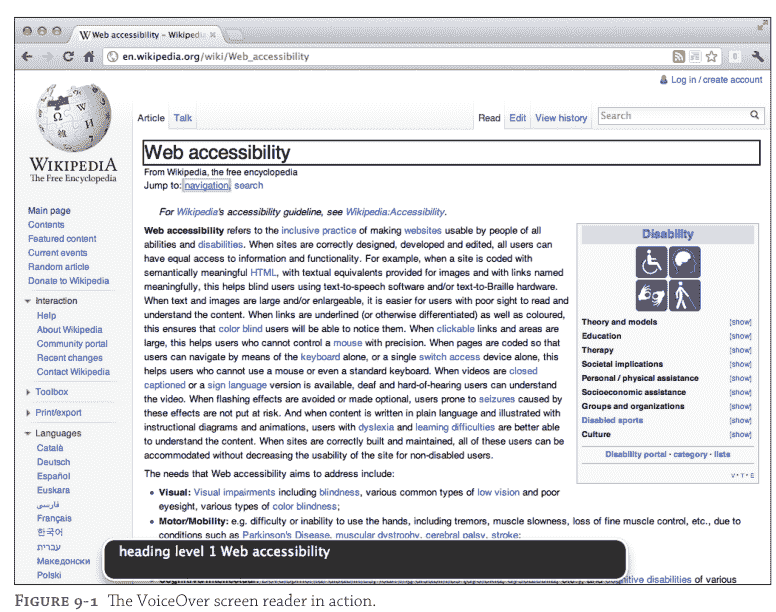 Web accessibility – Wikipedi
en.wikipedia.org/wiki/Web_accessibility
Log in / create account
Article Talk
Read Edit View history Search
WIKIPEDIA
The Free Encyclopedia
Main page
Contents
Featured content
Current events
Random article
Donate to Wikipedia
Interaction
Help
About Wikipedia
Community portal
Recent changes
Contact Wikipedia
Toolbox
Print/export
Languages
Català
Deutsch
Español
Euskara
فارسی
Français
한국어
עברית
Македонски
Polski
Web accessibility
From Wikipedia, the free encyclopedia
Jump to: navigation, search
For Wikipedia's accessibility guideline, see Wikipedia:Accessibility.
Web accessibility refers to the inclusive practice of making websites usable by people of all
abilities and disabilities. When sites are correctly designed, developed and edited, all users can
have equal access to information and functionality. For example, when a site is coded with
semantically meaningful HTML, with textual equivalents provided for images and with links named
meaningfully, this helps blind users using text-to-speech software and/or text-to-Braille hardware.
When text and images are large and/or enlargeable, it is easier for users with poor sight to read and
understand the content. When links are underlined (or otherwise differentiated) as well as coloured,
this ensures that color blind users will be able to notice them. When clickable links and areas are
large, this helps users who cannot control a mouse with precision. When pages are coded so that
users can navigate by means of the keyboard alone, or a single switch access device alone, this
helps users who cannot use a mouse or even a standard keyboard. When videos are closed
captioned or a sign language version is available, deaf and hard-of-hearing users can understand
the video. When flashing effects are avoided or made optional, users prone to seizures caused by
these effects are not put at risk. And when content is written in plain language and illustrated with
instructional diagrams and animations, users with dyslexia and learning difficulties are better able
to understand the content. When sites are correctly built and maintained, all of these users can be
accommodated without decreasing the usability of the site for non-disabled users.
The needs that Web accessibility aims to address include:
• Visual: Visual impairments including blindness, various common types of low vision and poor
eyesight, various types of color blindness;
• Motor/Mobility: e.g. difficulty or inability to use the hands, including tremors, muscle slowness, loss of fine muscle control, etc., due to
conditions such as Parkinson's Disease, muscular dystrophy, cerebral palsy, stroke;
disabilities of various
Disability
Theory and models [show]
Education [show]
Therapy [show]
Societal implications [show]
Personal / physical assistance [show]
Socioeconomic assistance [show]
Groups and organizations [show]
Disabled sports [show]
Culture [show]
Disability portal · category · lists
V · T · E
heading level 1 Web accessibility
FIGURE 9-1 The VoiceOver screen reader in action.